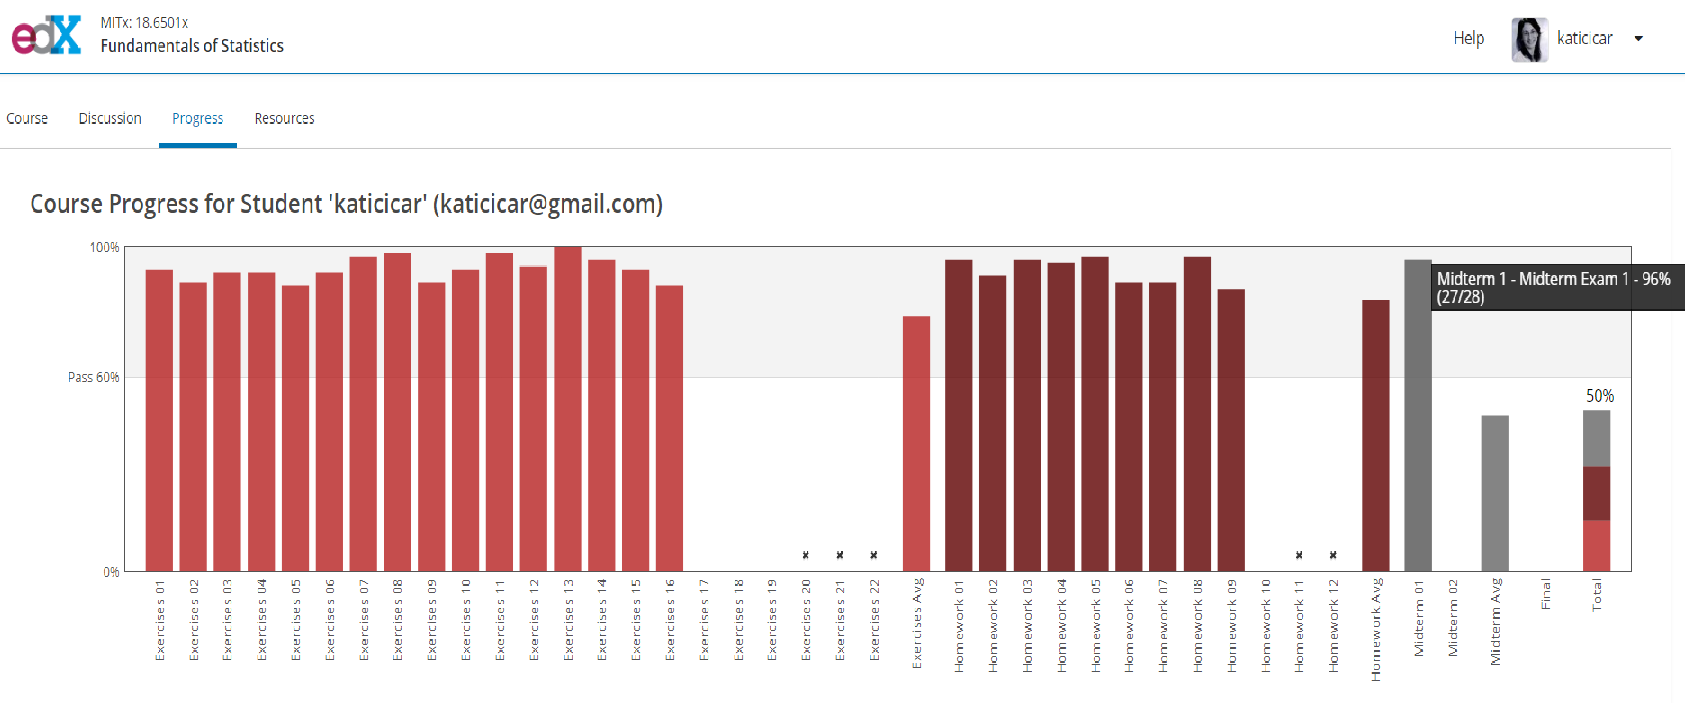 edX
MITx: 18.6501x
Fundamentals of Statistics
Help
katicicar
Course
Discussion
Progress
Resources
Course Progress for Student 'katicicar' (katicicar@gmail.com)
100%
Pass 60%
0%
Midterm 1 - Midterm Exam 1 - 96%
(27/28)
50%
Exercises 01
Exercises 02
Exercises 03
Exercises 04
Exercises 05
Exercises 06
Exercises 07
Exercises 08
Exercises 09
Exercises 10
Exercises 11
Exercises 12
Exercises 13
Exercises 14
Exercises 15
Exercises 16
Exercises 17
Exercises 18
Exercises 19
Exercises 20
Exercises 21
Exercises 22
Exercises Avg
Homework 01
Homework 02
Homework 03
Homework 04
Homework 05
Homework 06
Homework 07
Homework 08
Homework 09
Homework 10
Homework 11
Homework 12
Homework Avg
Midterm 01
Midterm 02
Midterm Avg
Final
Total